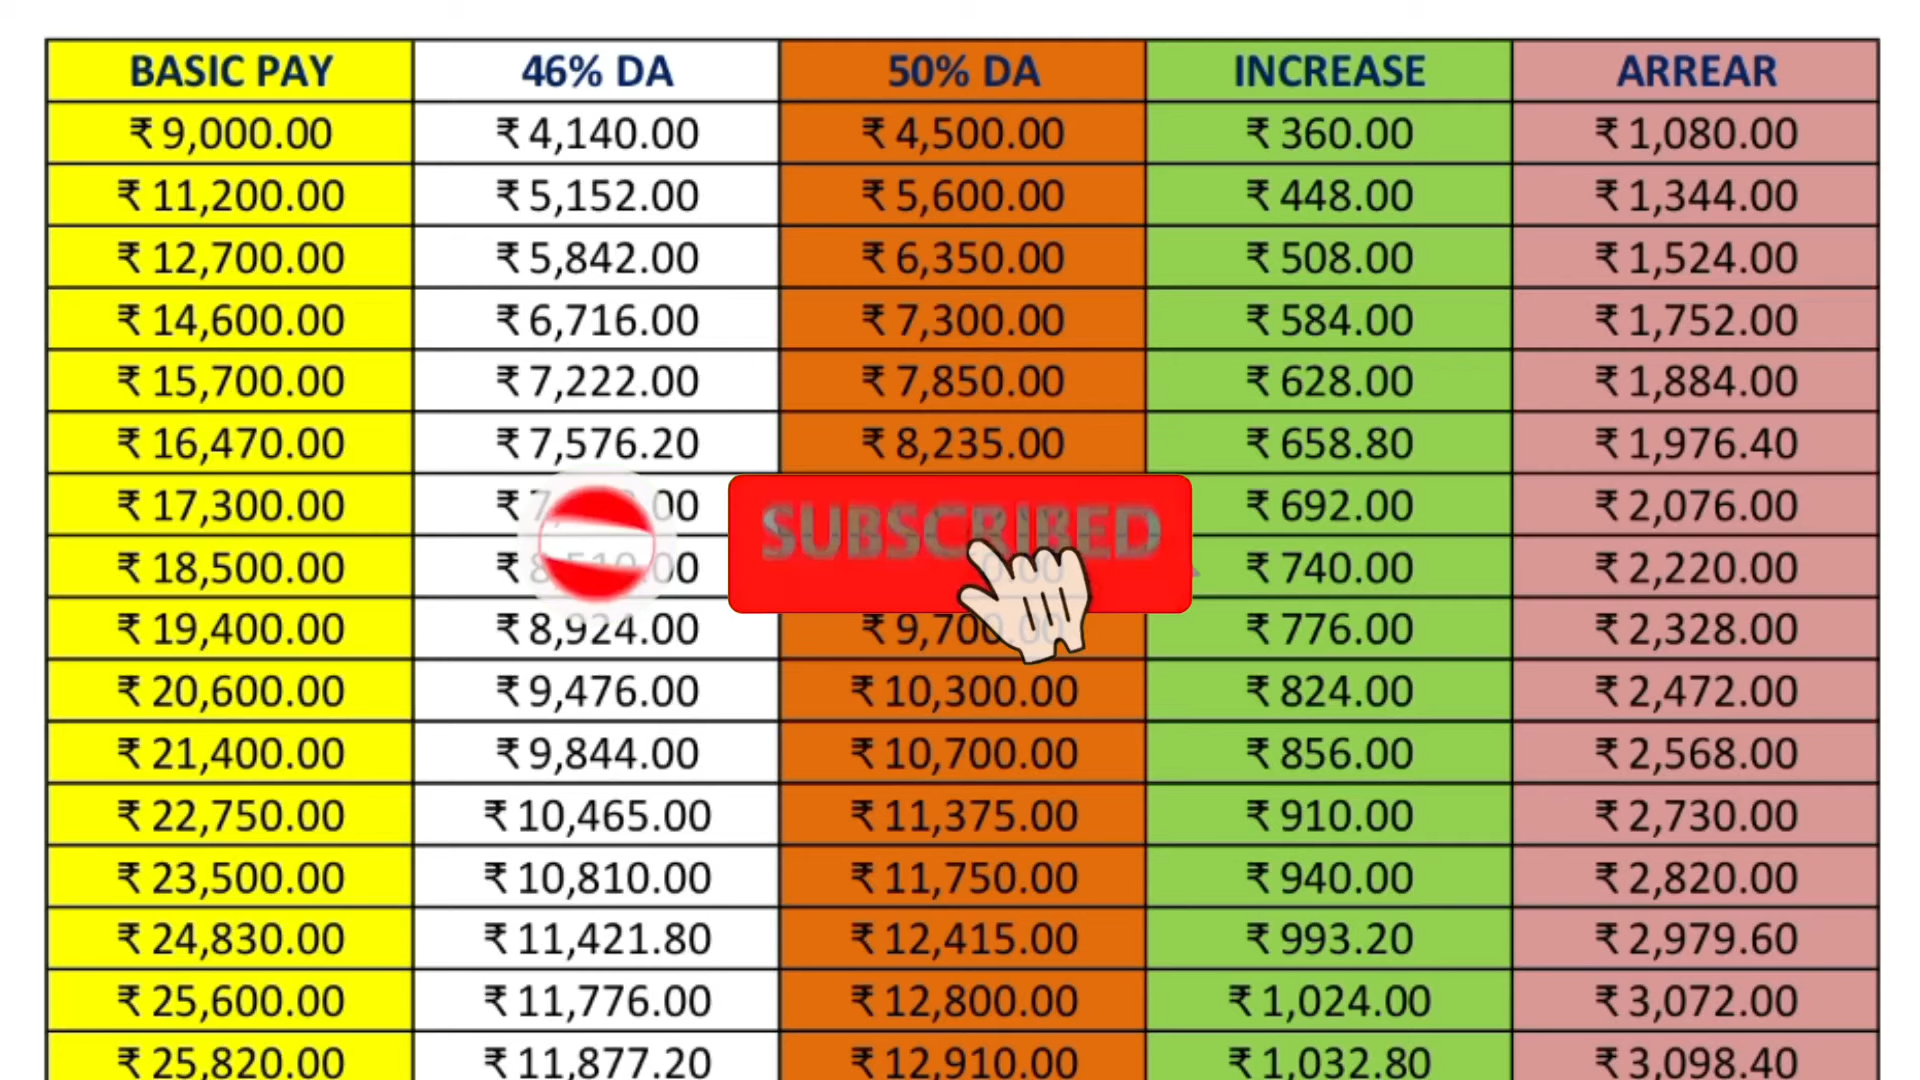 BASIC PAY 46% DA 50% DA INCREASE ARREAR
₹ 9,000.00 ₹ 4,140.00 ₹ 4,500.00 ₹ 360.00 ₹ 1,080.00
₹ 11,200.00 ₹ 5,152.00 ₹ 5,600.00 ₹ 448.00 ₹ 1,344.00
₹ 12,700.00 ₹ 5,842.00 ₹ 6,350.00 ₹ 508.00 ₹ 1,524.00
₹ 14,600.00 ₹ 6,716.00 ₹ 7,300.00 ₹ 584.00 ₹ 1,752.00
₹ 15,700.00 ₹ 7,222.00 ₹ 7,850.00 ₹ 628.00 ₹ 1,884.00
₹ 16,470.00 ₹ 7,576.20 ₹ 8,235.00 ₹ 658.80 ₹ 1,976.40
₹ 17,300.00 ₹ 692.00 ₹ 2,076.00
SUBSCRIBED
₹ 18,500.00 ₹ 8,510.00 ₹ 740.00 ₹ 2,220.00
₹ 19,400.00 ₹ 8,924.00 ₹ 9,700.00 ₹ 776.00 ₹ 2,328.00
₹ 20,600.00 ₹ 9,476.00 ₹ 10,300.00 ₹ 824.00 ₹ 2,472.00
₹ 21,400.00 ₹ 9,844.00 ₹ 10,700.00 ₹ 856.00 ₹ 2,568.00
₹ 22,750.00 ₹ 10,465.00 ₹ 11,375.00 ₹ 910.00 ₹ 2,730.00
₹ 23,500.00 ₹ 10,810.00 ₹ 11,750.00 ₹ 940.00 ₹ 2,820.00
₹ 24,830.00 ₹ 11,421.80 ₹ 12,415.00 ₹ 993.20 ₹ 2,979.60
₹ 25,600.00 ₹ 11,776.00 ₹ 12,800.00 ₹ 1,024.00 ₹ 3,072.00
₹ 25,820.00 ₹ 11,877.20 ₹ 12,910.00 ₹ 1,032.80 ₹ 3,098.40